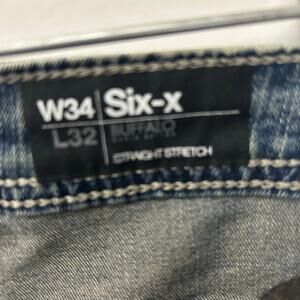 W34 Six-x
L32 BUFFALO
STRAIGHT STRETCH